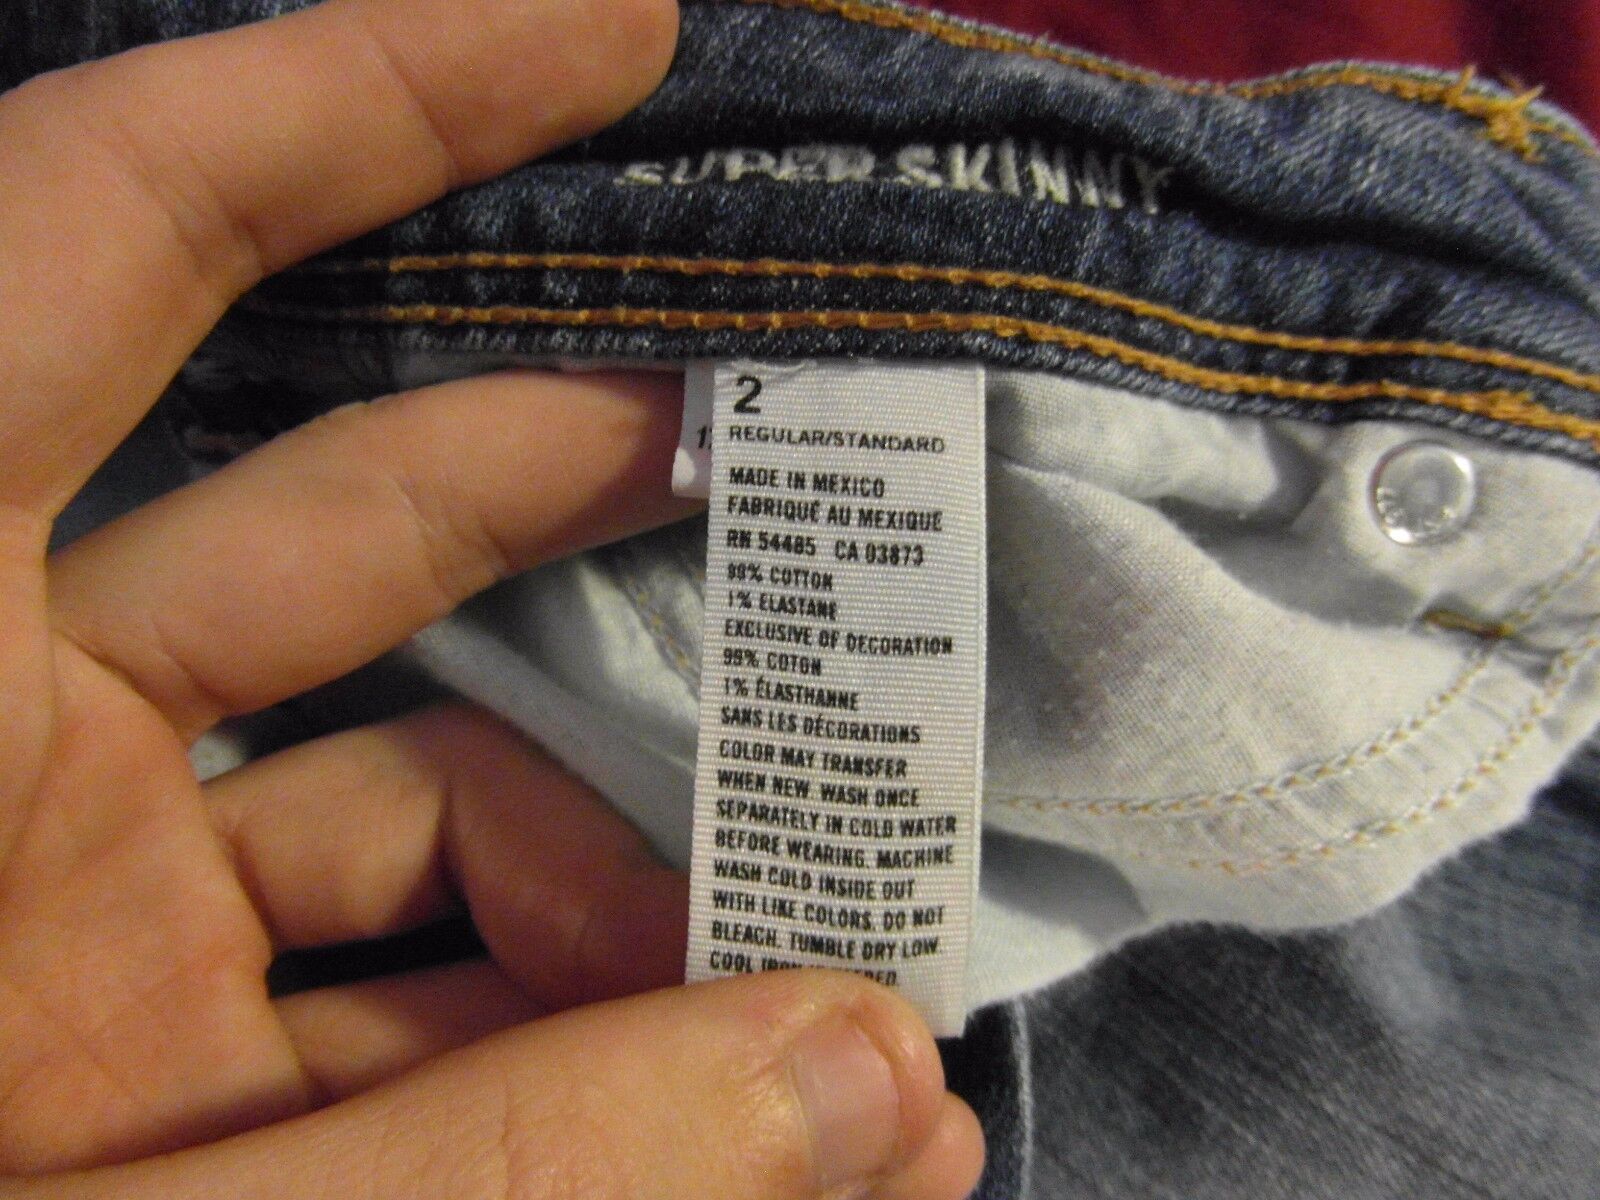 SUPER SKINNY
2
REGULAR/STANDARD
MADE IN MEXICO
FABRIQUÉ AU MEXIQUE
RN 54485 CA 03873
99% COTTON
1% ELASTANE
EXCLUSIVE OF DECORATION
99% COTON
1% ÉLASTHANNE
SANS LES DÉCORATIONS
COLOR MAY TRANSFER
WHEN NEW. WASH ONCE
SEPARATELY IN COLD WATER
BEFORE WEARING. MACHINE
WASH COLD INSIDE OUT
WITH LIKE COLORS. DO NOT
BLEACH. TUMBLE DRY LOW.
COOL